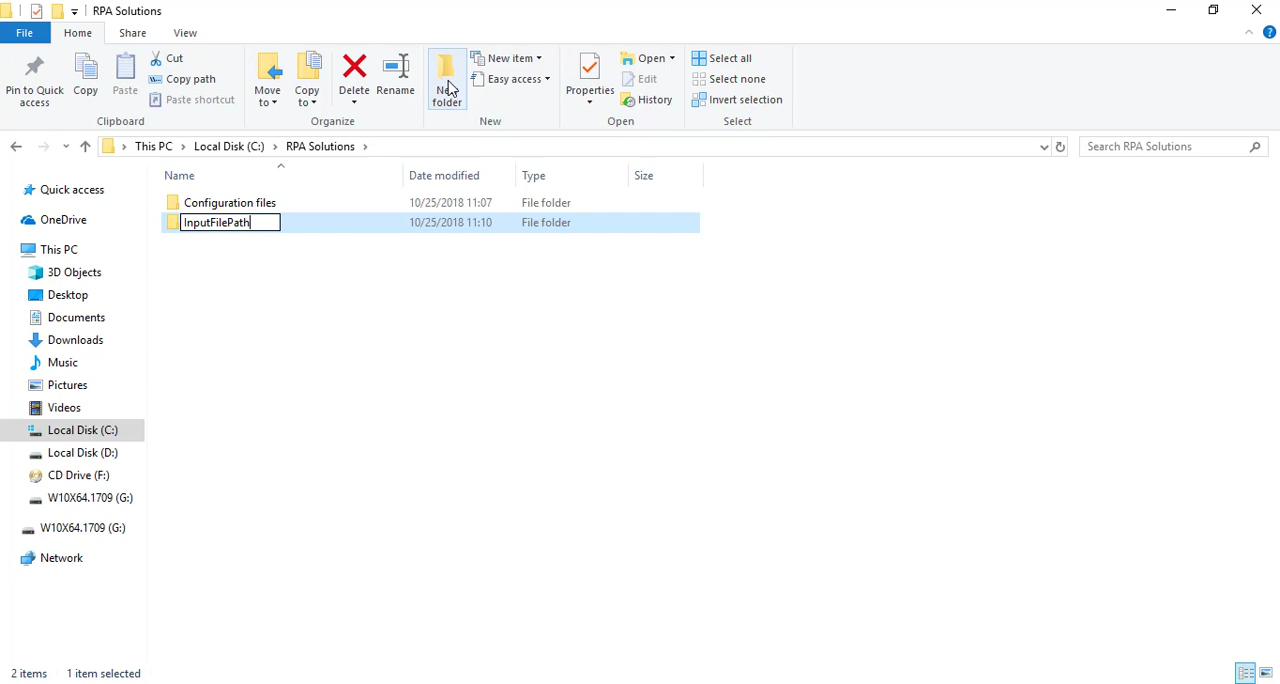 RPA Solutions
File Home Share View
Pin to Quick access
Copy
Paste
Cut
Copy path
Paste shortcut
Clipboard
Move to
Copy to
Delete
Rename
Organize
New folder
New item
Easy access
New
Properties
Open
Edit
History
Open
Select all
Select none
Invert selection
Select
This PC > Local Disk (C:) > RPA Solutions >
Search RPA Solutions
Name Date modified Type Size
Configuration files 10/25/2018 11:07 File folder
InputFilePath 10/25/2018 11:10 File folder
Quick access
OneDrive
This PC
3D Objects
Desktop
Documents
Downloads
Music
Pictures
Videos
Local Disk (C:)
Local Disk (D:)
CD Drive (F:)
W10X64.1709 (G:)
W10X64.1709 (G:)
Network
2 items 1 item selected